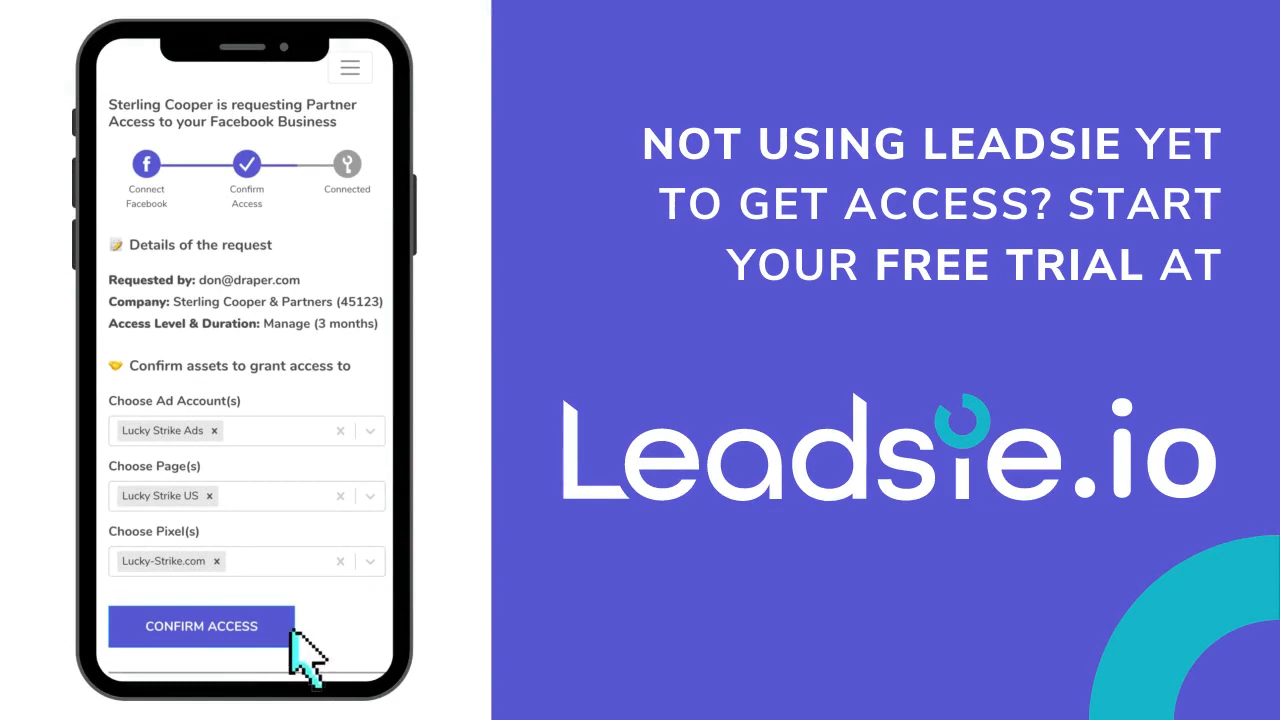 Sterling Cooper is requesting Partner
Access to your Facebook Business
Connect
Facebook
Confirm
Access
Connected
Details of the request
Requested by: don@draper.com
Company: Sterling Cooper & Partners (45123)
Access Level & Duration: Manage (3 months)
Confirm assets to grant access to
Choose Ad Account(s)
Lucky Strike Ads
Choose Page(s)
Lucky Strike US
Choose Pixel(s)
Lucky-Strike.com
CONFIRM ACCESS
NOT USING LEADSIE YET
TO GET ACCESS? START
YOUR FREE TRIAL AT
Leadsie.io